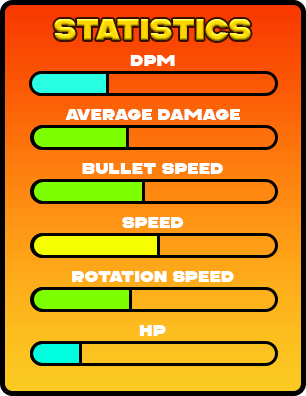 STATISTICS
DPM
AVERAGE DAMAGE
BULLET SPEED
SPEED
ROTATION SPEED
HP